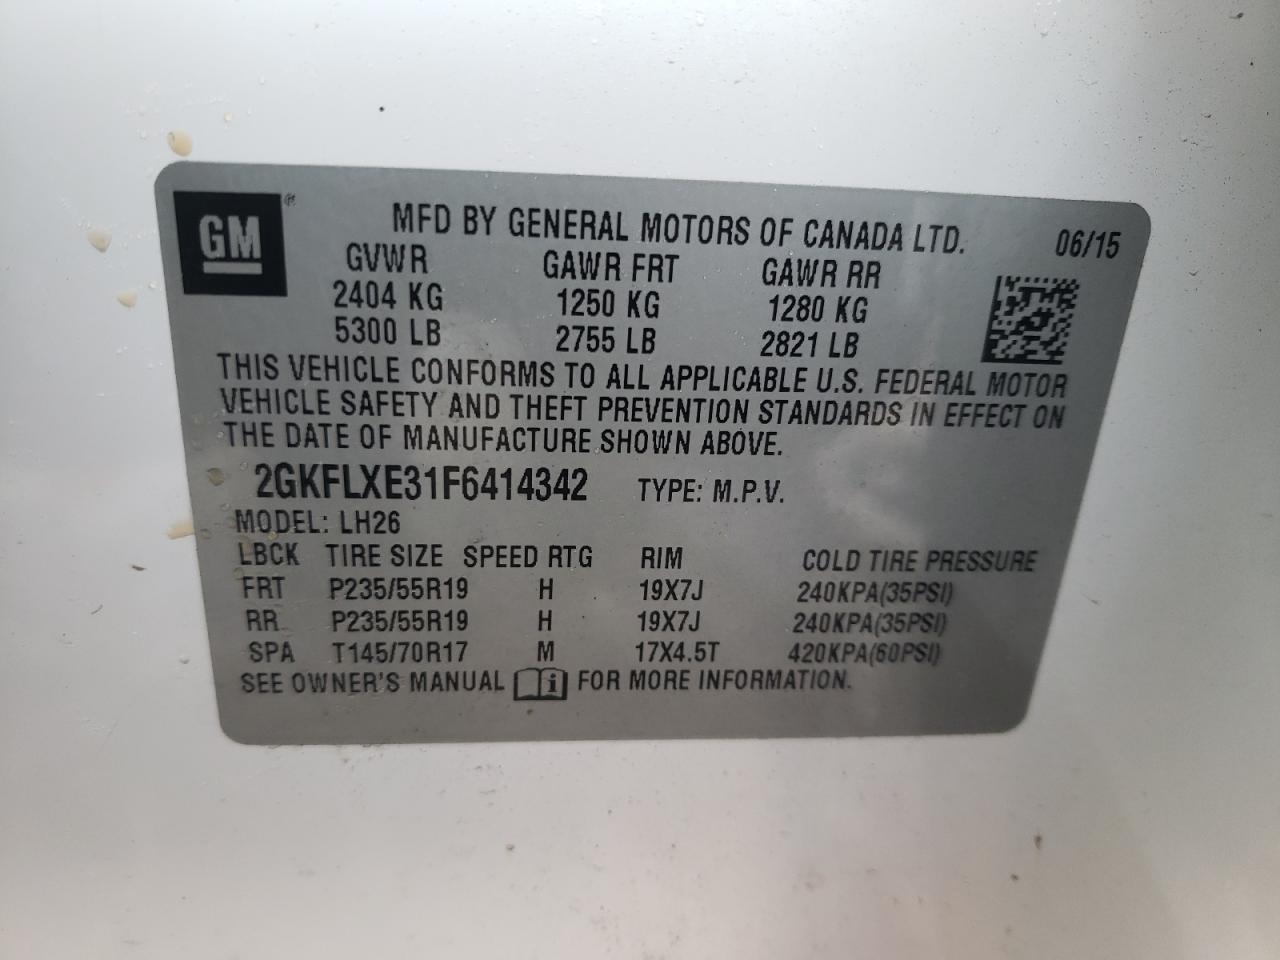 GM ®
MFD BY GENERAL MOTORS OF CANADA LTD. 06/15
GVWR GAWR FRT GAWR RR
2404 KG 1250 KG 1280 KG
5300 LB 2755 LB 2821 LB
THIS VEHICLE CONFORMS TO ALL APPLICABLE U.S. FEDERAL MOTOR
VEHICLE SAFETY AND THEFT PREVENTION STANDARDS IN EFFECT ON
THE DATE OF MANUFACTURE SHOWN ABOVE.
2GKFLXE31F6414342 TYPE: M.P.V.
MODEL: LH26
LBCK TIRE SIZE SPEED RTG RIM COLD TIRE PRESSURE
FRT P235/55R19 H 19X7J 240KPA(35PSI)
RR P235/55R19 H 19X7J 240KPA(35PSI)
SPA T145/70R17 M 17X4.5T 420KPA(60PSI)
SEE OWNER'S MANUAL i FOR MORE INFORMATION.